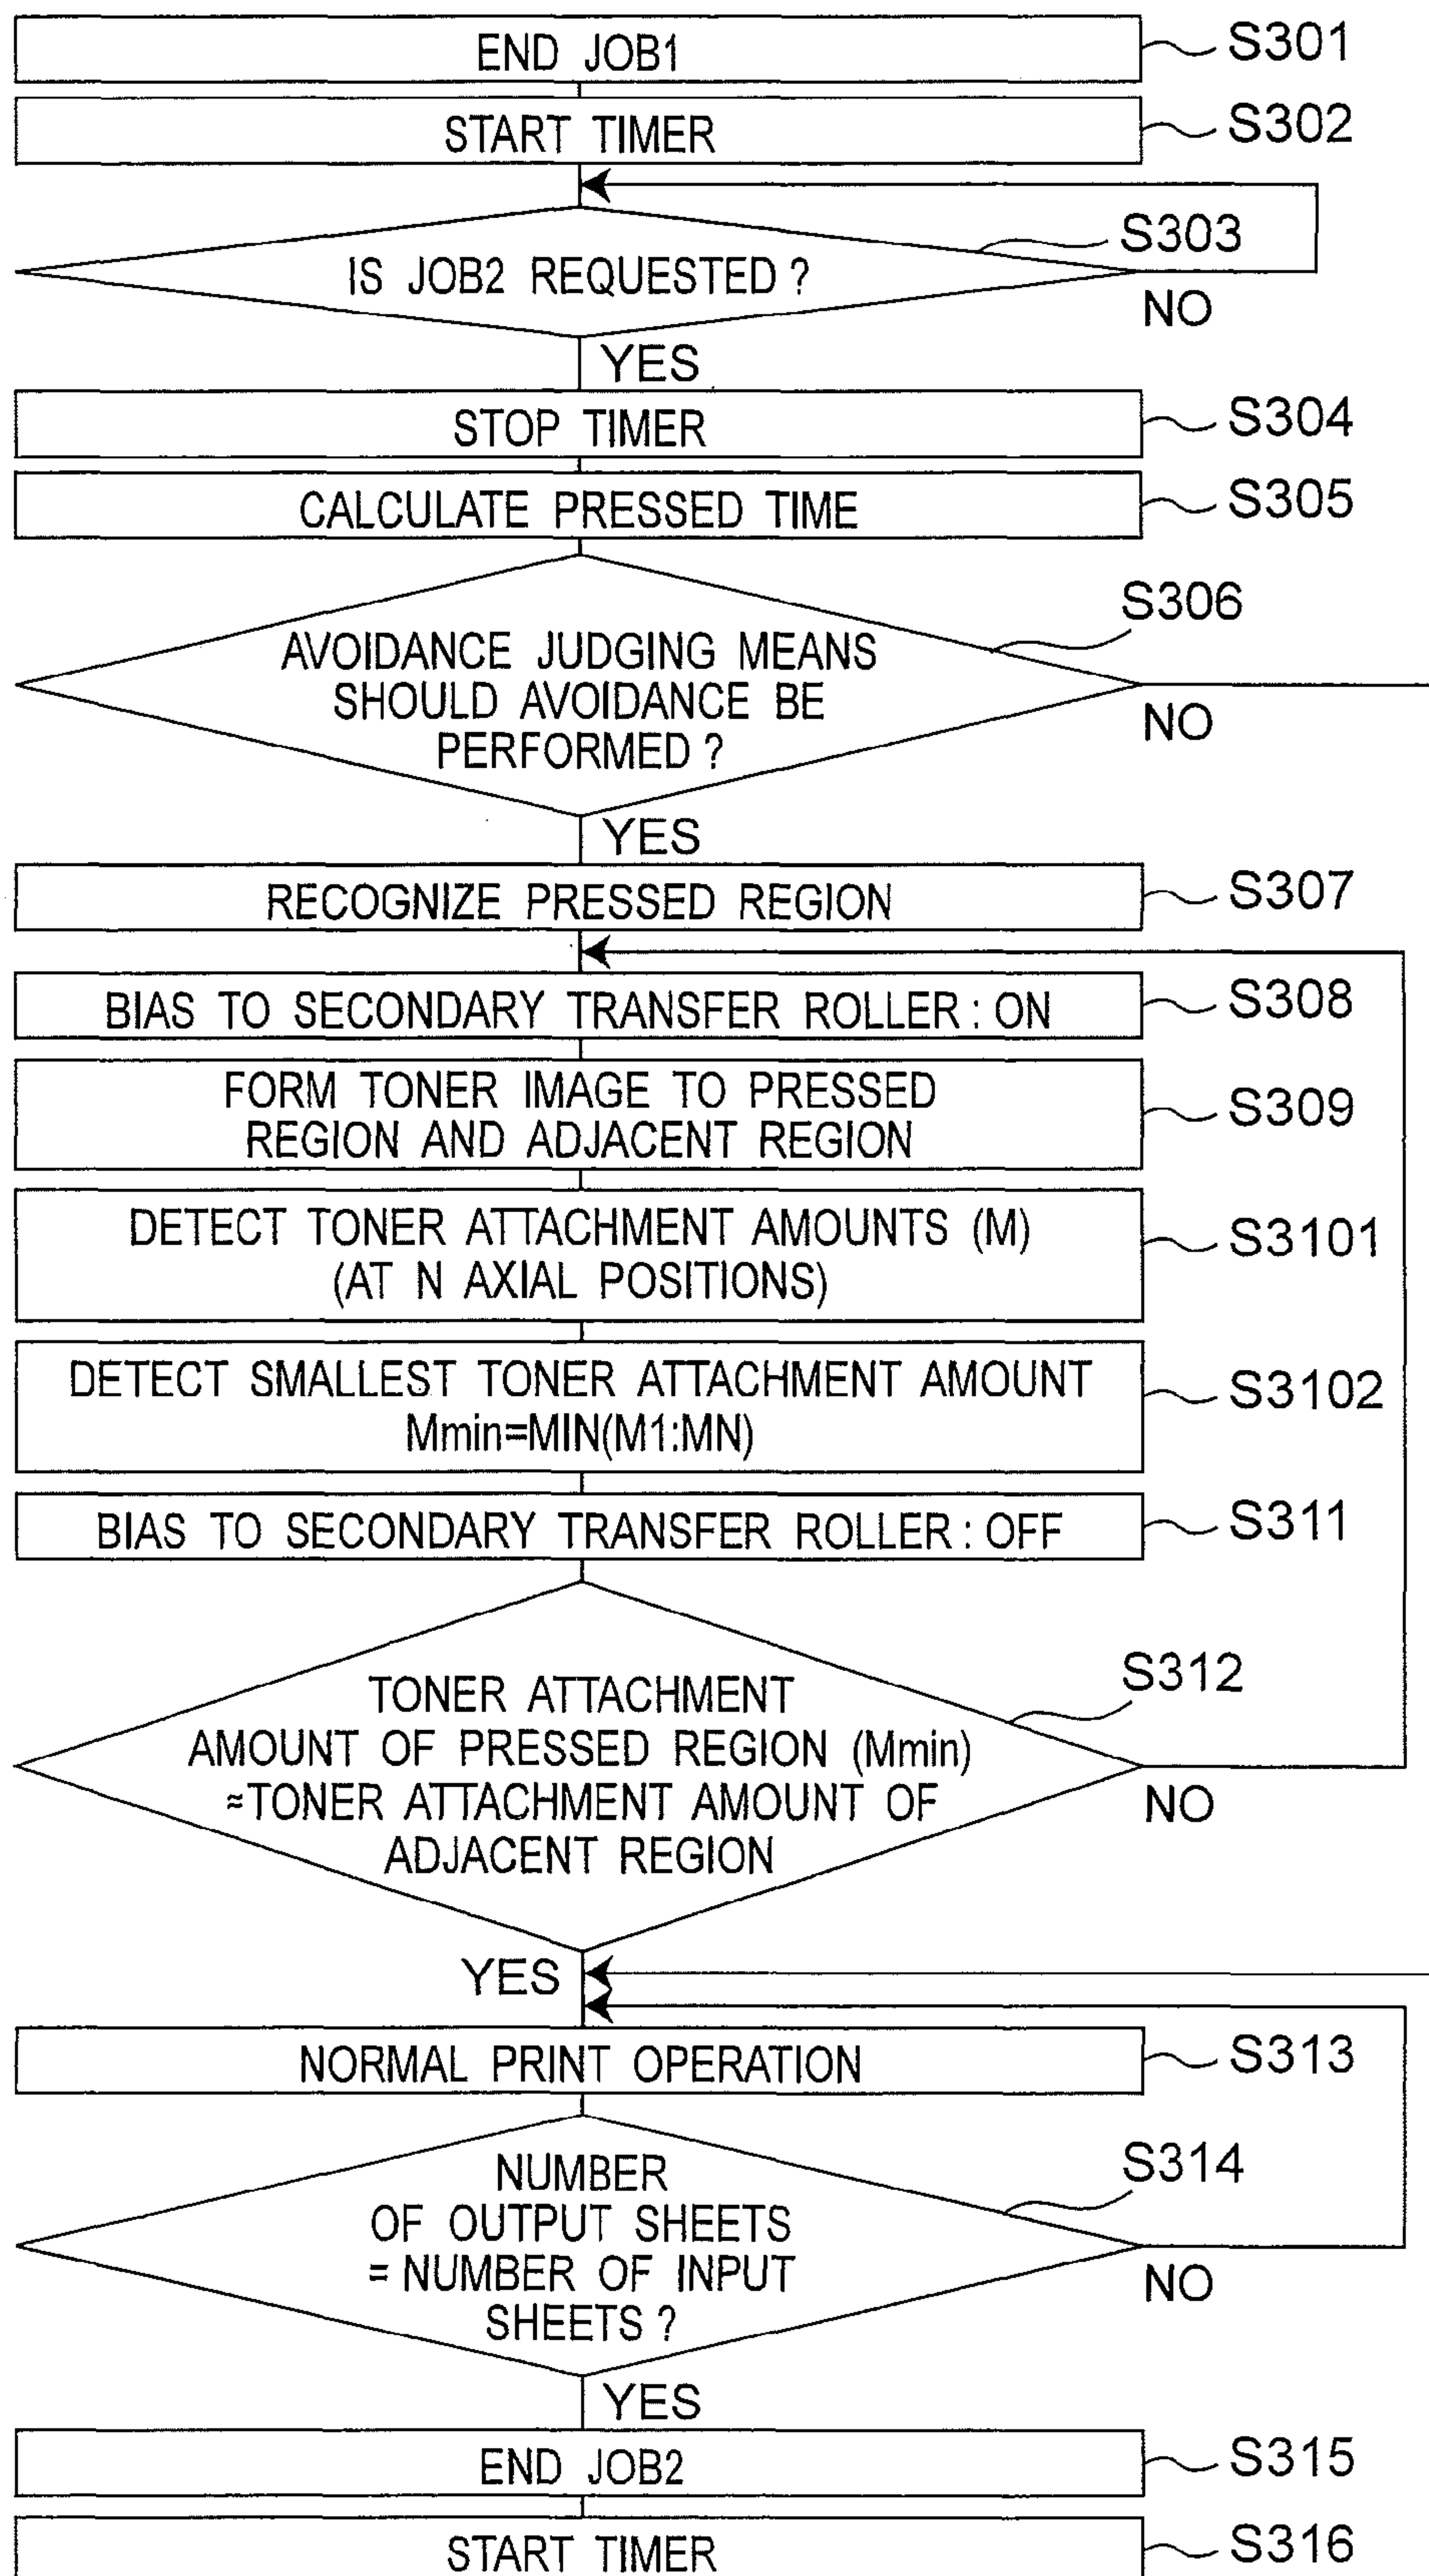 END JOB1
S301
START TIMER
S302
S303
IS JOB2 REQUESTED?
NO
YES
STOP TIMER
S304
CALCULATE PRESSED TIME
S305
S306
AVOIDANCE JUDGING MEANS
SHOULD AVOIDANCE BE
PERFORMED?
NO
YES
RECOGNIZE PRESSED REGION
S307
BIAS TO SECONDARY TRANSFER ROLLER: ON
S308
FORM TONER IMAGE TO PRESSED
REGION AND ADJACENT REGION
S309
DETECT TONER ATTACHMENT AMOUNTS (M)
(AT N AXIAL POSITIONS)
S3101
DETECT SMALLEST TONER ATTACHMENT AMOUNT
Mmin=MIN(M1:MN)
S3102
BIAS TO SECONDARY TRANSFER ROLLER: OFF
S311
S312
TONER ATTACHMENT
AMOUNT OF PRESSED REGION (Mmin)
≈TONER ATTACHMENT AMOUNT OF
ADJACENT REGION
NO
YES
NORMAL PRINT OPERATION
S313
S314
NUMBER
OF OUTPUT SHEETS
= NUMBER OF INPUT
SHEETS?
NO
YES
END JOB2
S315
START TIMER
S316